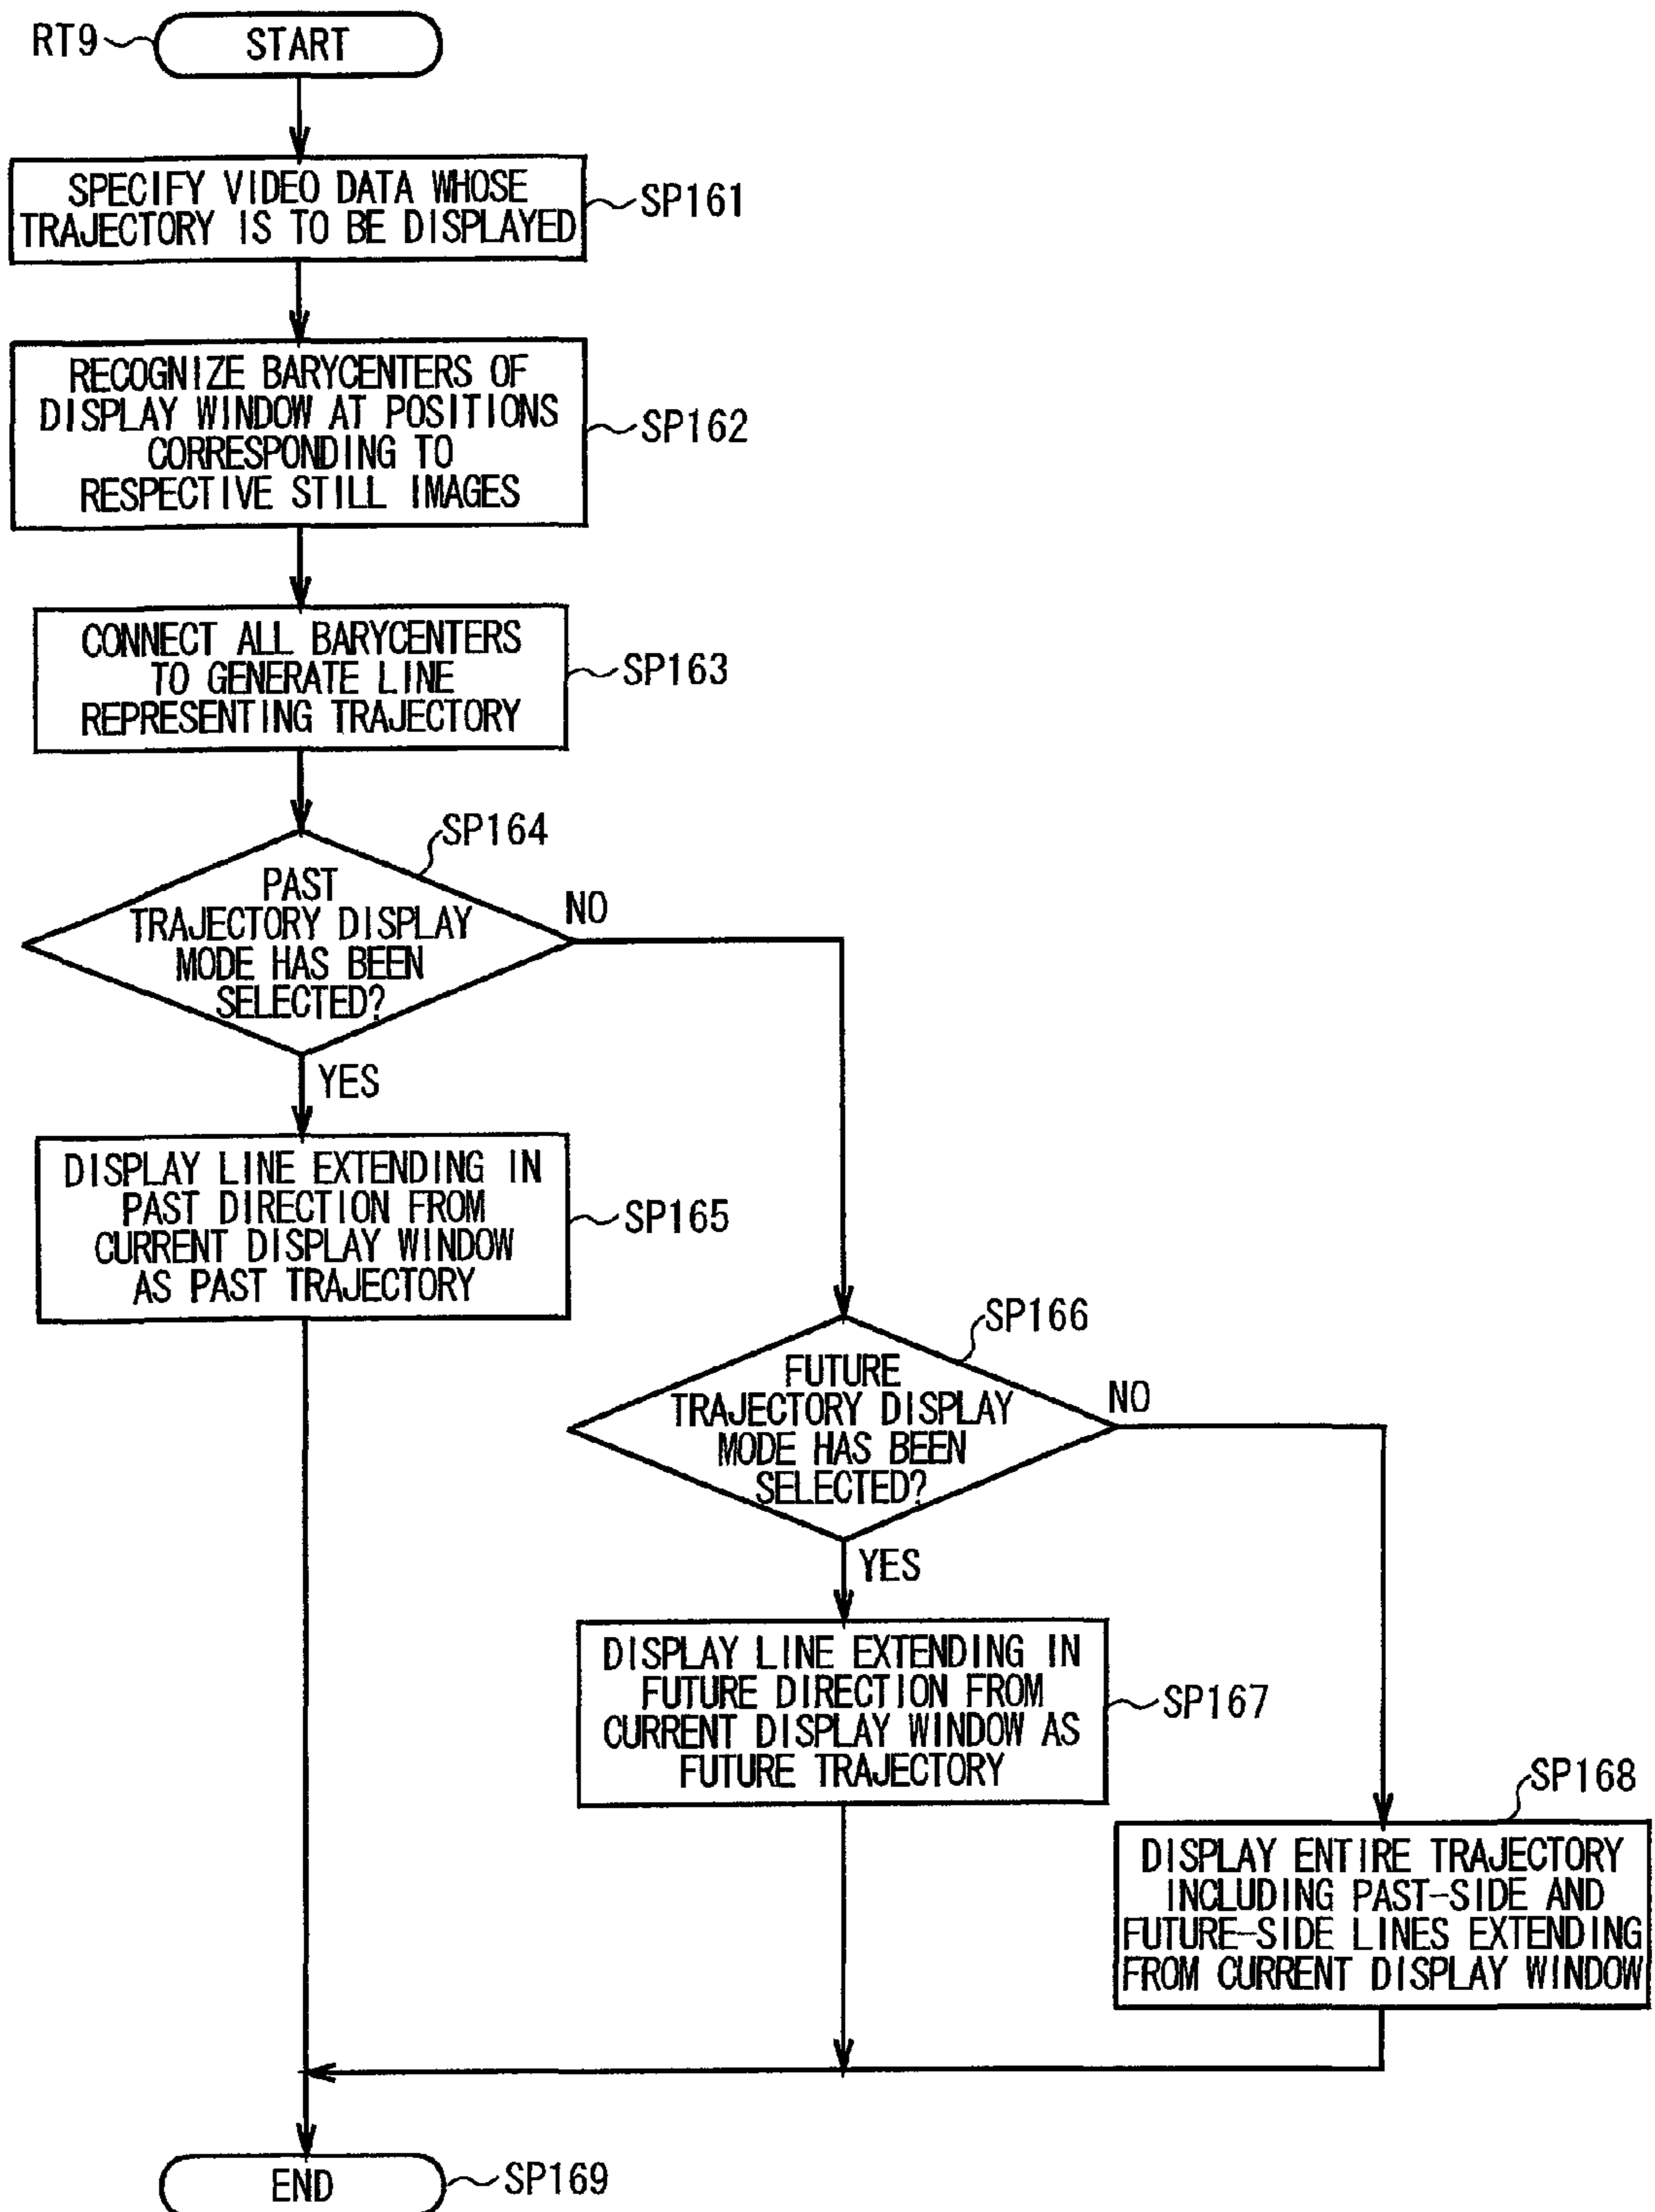 RT9
START
SPECIFY VIDEO DATA WHOSE
TRAJECTORY IS TO BE DISPLAYED
SP161
RECOGNIZE BARYCENTERS OF
DISPLAY WINDOW AT POSITIONS
CORRESPONDING TO
RESPECTIVE STILL IMAGES
SP162
CONNECT ALL BARYCENTERS
TO GENERATE LINE
REPRESENTING TRAJECTORY
SP163
SP164
PAST
TRAJECTORY DISPLAY
MODE HAS BEEN
SELECTED?
NO
YES
DISPLAY LINE EXTENDING IN
PAST DIRECTION FROM
CURRENT DISPLAY WINDOW
AS PAST TRAJECTORY
SP165
SP166
FUTURE
TRAJECTORY DISPLAY
MODE HAS BEEN
SELECTED?
NO
YES
DISPLAY LINE EXTENDING IN
FUTURE DIRECTION FROM
CURRENT DISPLAY WINDOW AS
FUTURE TRAJECTORY
SP167
SP168
DISPLAY ENTIRE TRAJECTORY
INCLUDING PAST-SIDE AND
FUTURE-SIDE LINES EXTENDING
FROM CURRENT DISPLAY WINDOW
END
SP169